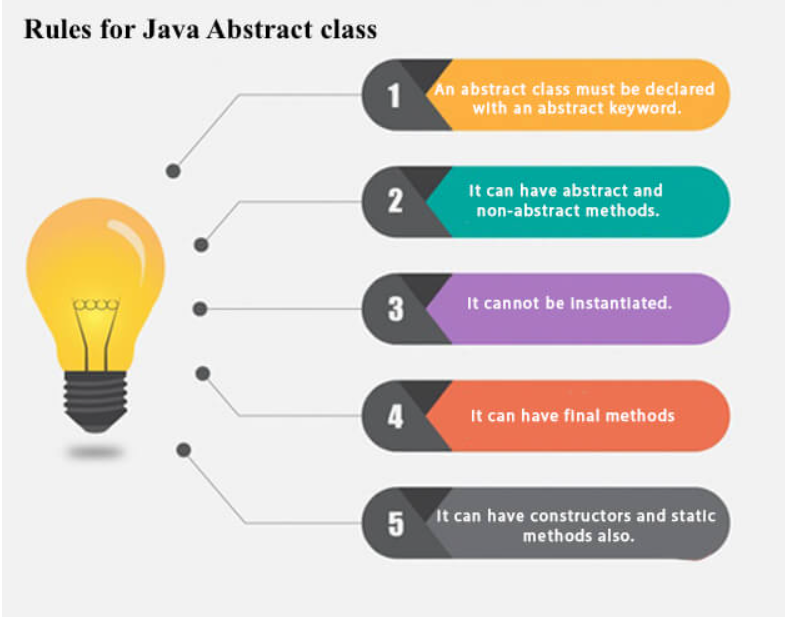 Rules for Java Abstract class
1
An abstract class must be declared
with an abstract keyword.
2
It can have abstract and
non-abstract methods.
3
It cannot be instantiated.
4
It can have final methods
5
It can have constructors and static
methods also.